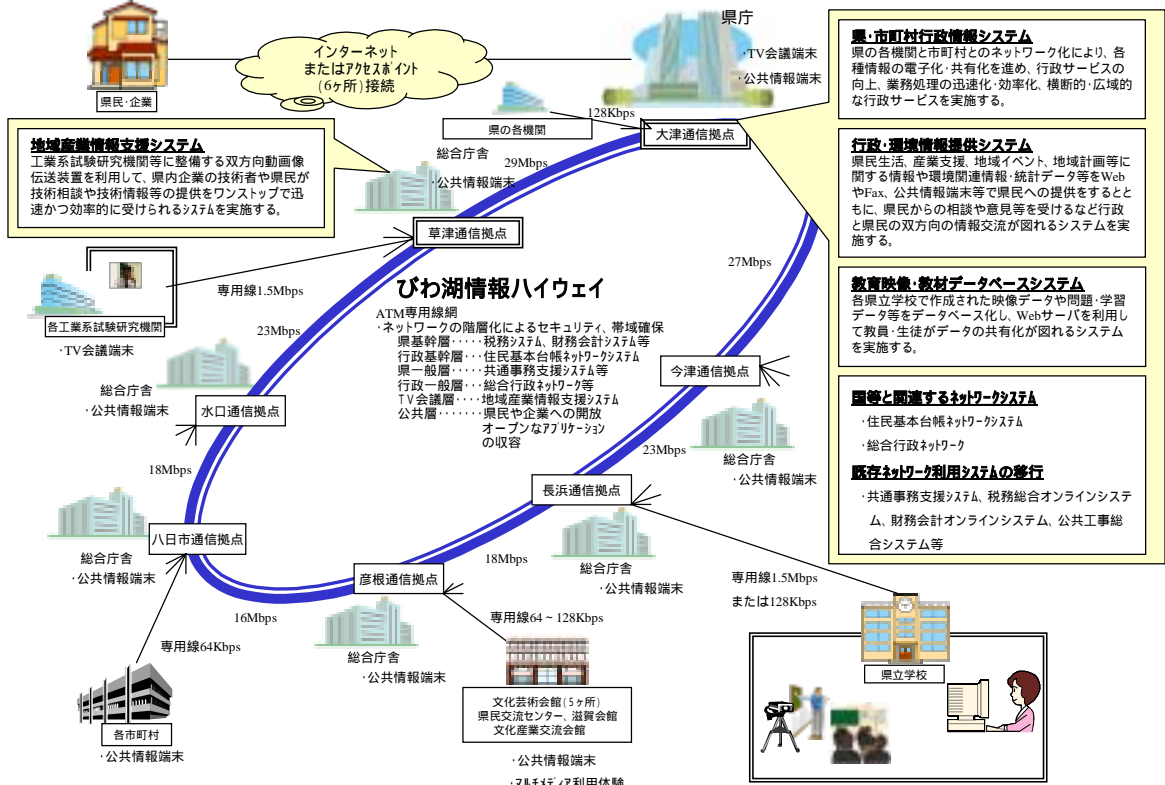 県庁
・TV会議端末
・公共情報端末
インターネット
またはアクセスポイント
(6ヶ所)接続
県民・企業
県の各機関
128Kbps
大津通信拠点
県・市町村行政情報システム
県の各機関と市町村とのネットワーク化により、各
種情報の電子化・共有化を進め、行政サービスの
向上、業務処理の迅速化・効率化、横断的・広域的
な行政サービスを実施する。
行政・環境情報提供システム
県民生活、産業支援、地域イベント、地域計画等に
関する情報や環境関連情報・統計データ等をWeb
やFax、公共情報端末等で県民への提供をすると
もに、県民からの相談や意見等を受けるなど行政
と県民の双方向の情報交流が図れるシステムを実
施する。
教育映像・教材データベースシステム
各県立学校で作成された映像データや問題・学習
データ等をデータベース化し、Webサーバを利用し
て教員・生徒がデータの共有化が図れるシステム
を実施する。
国等と関連するネットワークシステム
・住民基本台帳ネットワークシステム
・総合行政ネットワーク
既存ネットワーク利用システムの移行
・共通事務支援システム、税務総合オンラインシステ
ム、財務会計オンラインシステム、公共工事総
合システム等
地域産業情報支援システム
工業系試験研究機関等に整備する双方向動画像
伝送装置を利用して、県内企業の技術者や県民が
技術相談や技術情報等の提供をワンストップで迅
速かつ効率的に受けられるシステムを実施する。
総合庁舎
・公共情報端末
29Mbps
草津通信拠点
専用線1.5Mbps
各工業系試験研究機関
・TV会議端末
びわ湖情報ハイウェイ
ATM専用線網
・ネットワークの階層化によるセキュリティ、帯域確保
県基幹層・・・・・税務システム、財務会計システム等
行政基幹層・・・住民基本台帳ネットワークシステム
県一般層・・・・・共通事務支援システム等
行政一般層・・・総合行政ネットワーク等
TV会議層・・・・地域産業情報支援システム
公共層・・・・・・・県民や企業への開放
オープンなアプリケーション
の収容
27Mbps
23Mbps
総合庁舎
・公共情報端末
水口通信拠点
今津通信拠点
総合庁舎
・公共情報端末
23Mbps
18Mbps
長浜通信拠点
総合庁舎
・公共情報端末
八日市通信拠点
総合庁舎
・公共情報端末
18Mbps
彦根通信拠点
16Mbps
総合庁舎
・公共情報端末
専用線64Kbps
各市町村
・公共情報端末
専用線64～128Kbps
文化芸術会館(5ヶ所)
県民交流センター、滋賀会館
文化産業交流会館
・公共情報端末
・マルチメディア利用体験
専用線1.5Mbps
または128Kbps
県立学校